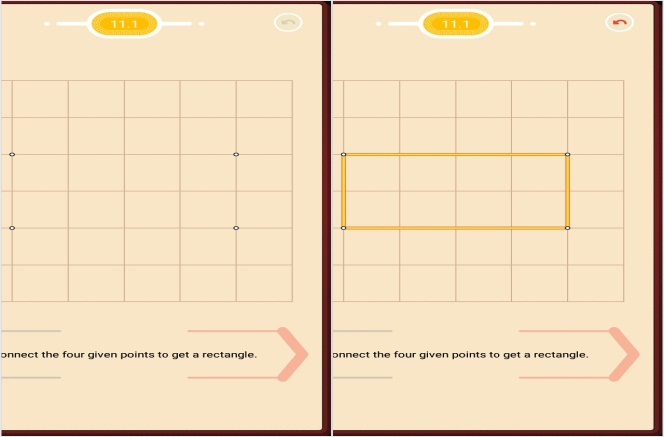 11.1
11.1
onnect the four given points to get a rectangle.
onnect the four given points to get a rectangle.